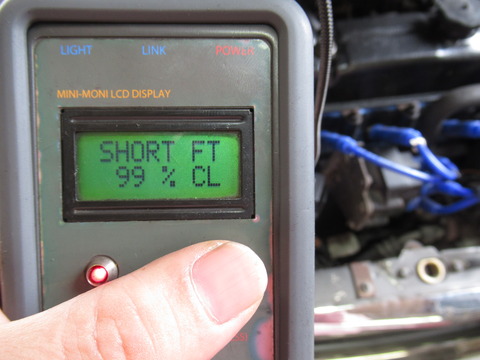 LIGHT LINK POWER
MINI-MONI LCD DISPLAY
SHORT FT
99 % CL